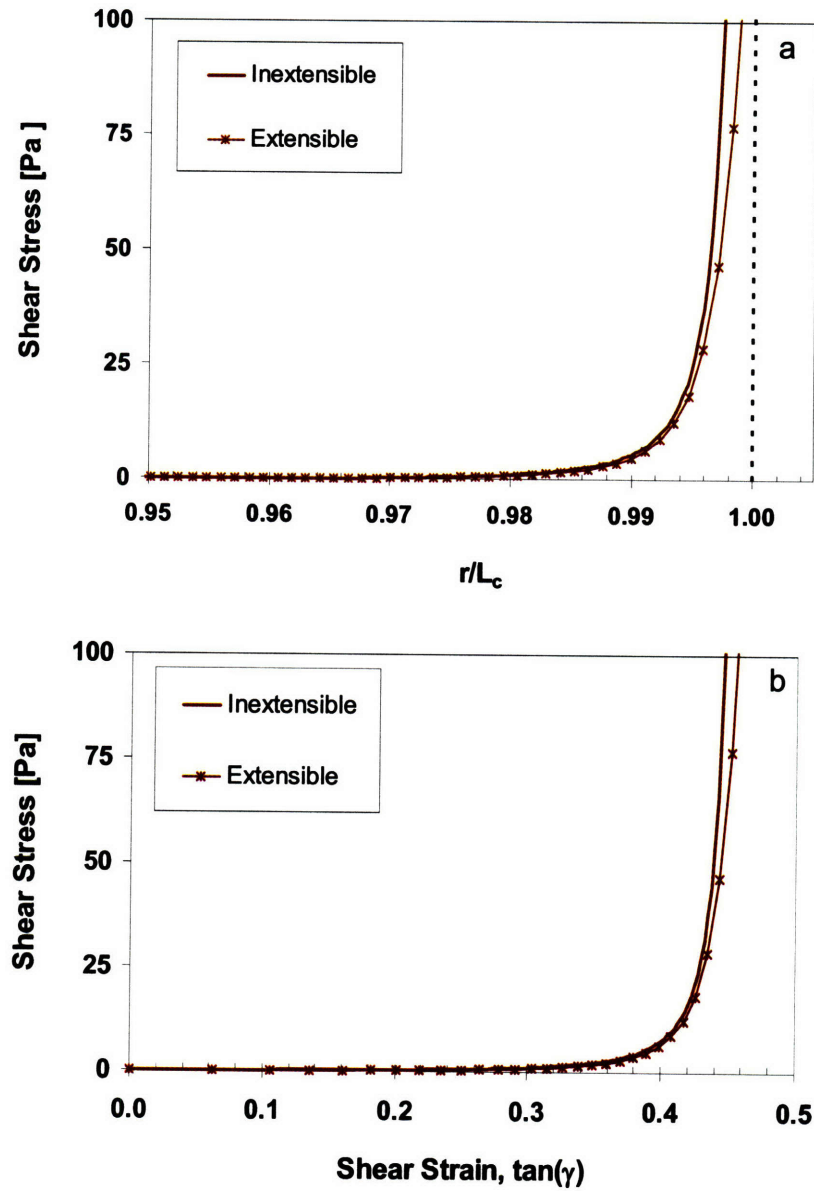 100
a
Inextensible
75
Extensible
Shear Stress [Pa ]
50
25
0
0.95 0.96 0.97 0.98 0.99 1.00
r/Lc
100
b
Inextensible
75
Extensible
Shear Stress [Pa]
50
25
0
0.0 0.1 0.2 0.3 0.4 0.5
Shear Strain, tan(γ)